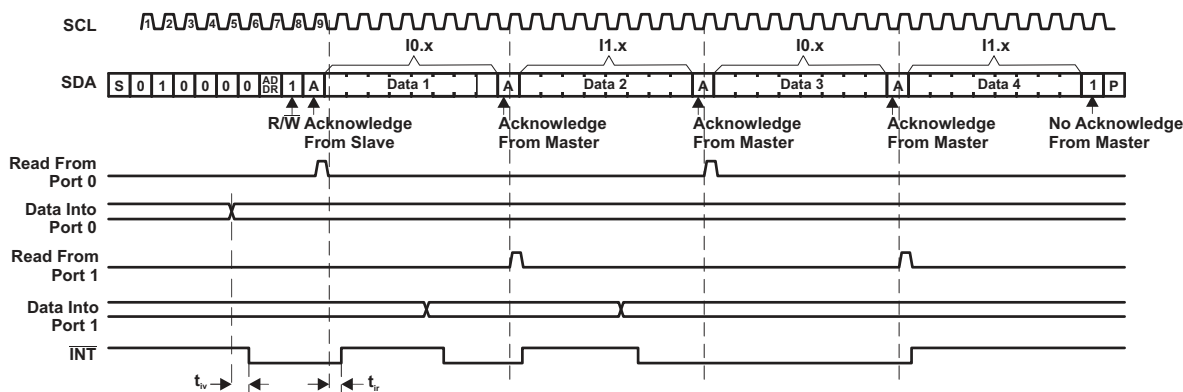 SCL
1 2 3 4 5 6 7 8 9
I0.x I1.x I0.x I1.x
SDA
S 0 1 0 0 0 0 AD DR 1 A Data 1 A Data 2 A Data 3 A Data 4 1 P
R/W Acknowledge From Slave
Acknowledge From Master
Acknowledge From Master
Acknowledge From Master
No Acknowledge From Master
Read From
Port 0
Data Into
Port 0
Read From
Port 1
Data Into
Port 1
INT
tiv
tir